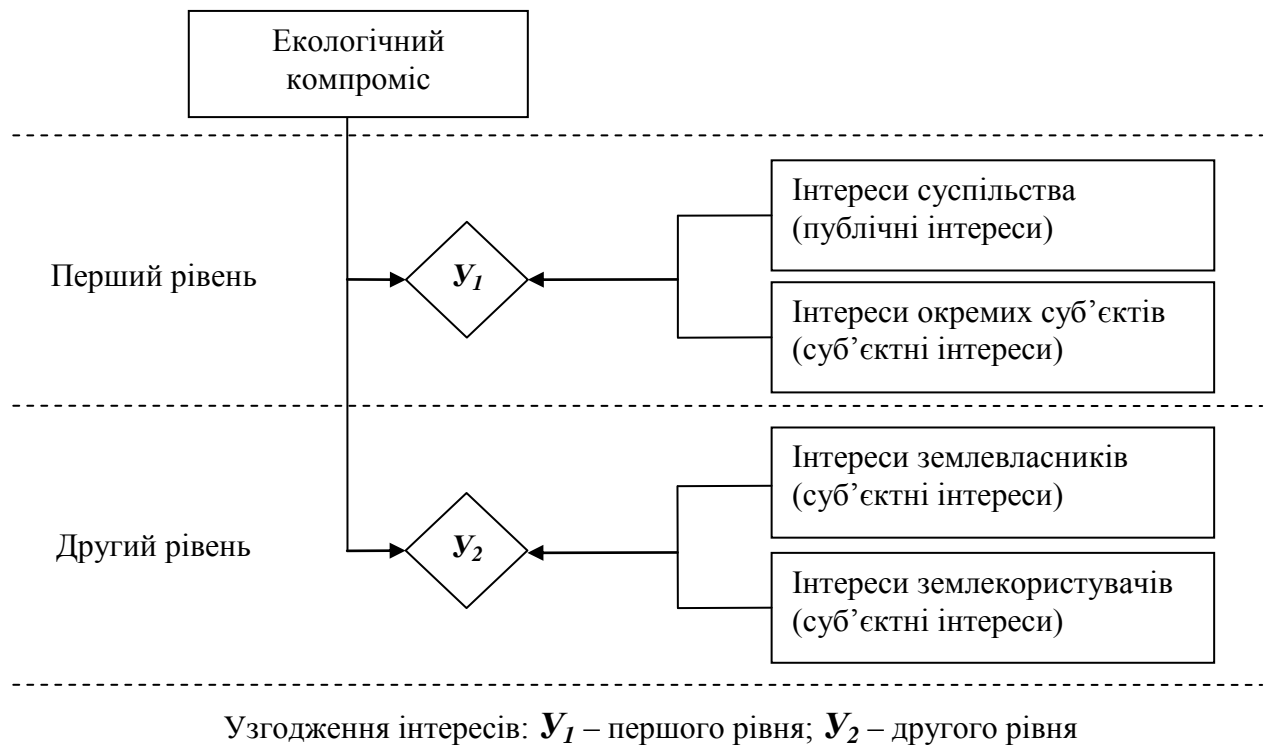 Екологічний
компроміс
Інтереси суспільства
(публічні інтереси)
Перший рівень
У1
Інтереси окремих суб’єктів
(суб’єктні інтереси)
Інтереси землевласників
(суб’єктні інтереси)
Другий рівень
У2
Інтереси землекористувачів
(суб’єктні інтереси)
Узгодження інтересів: У1 – першого рівня; У2 – другого рівня